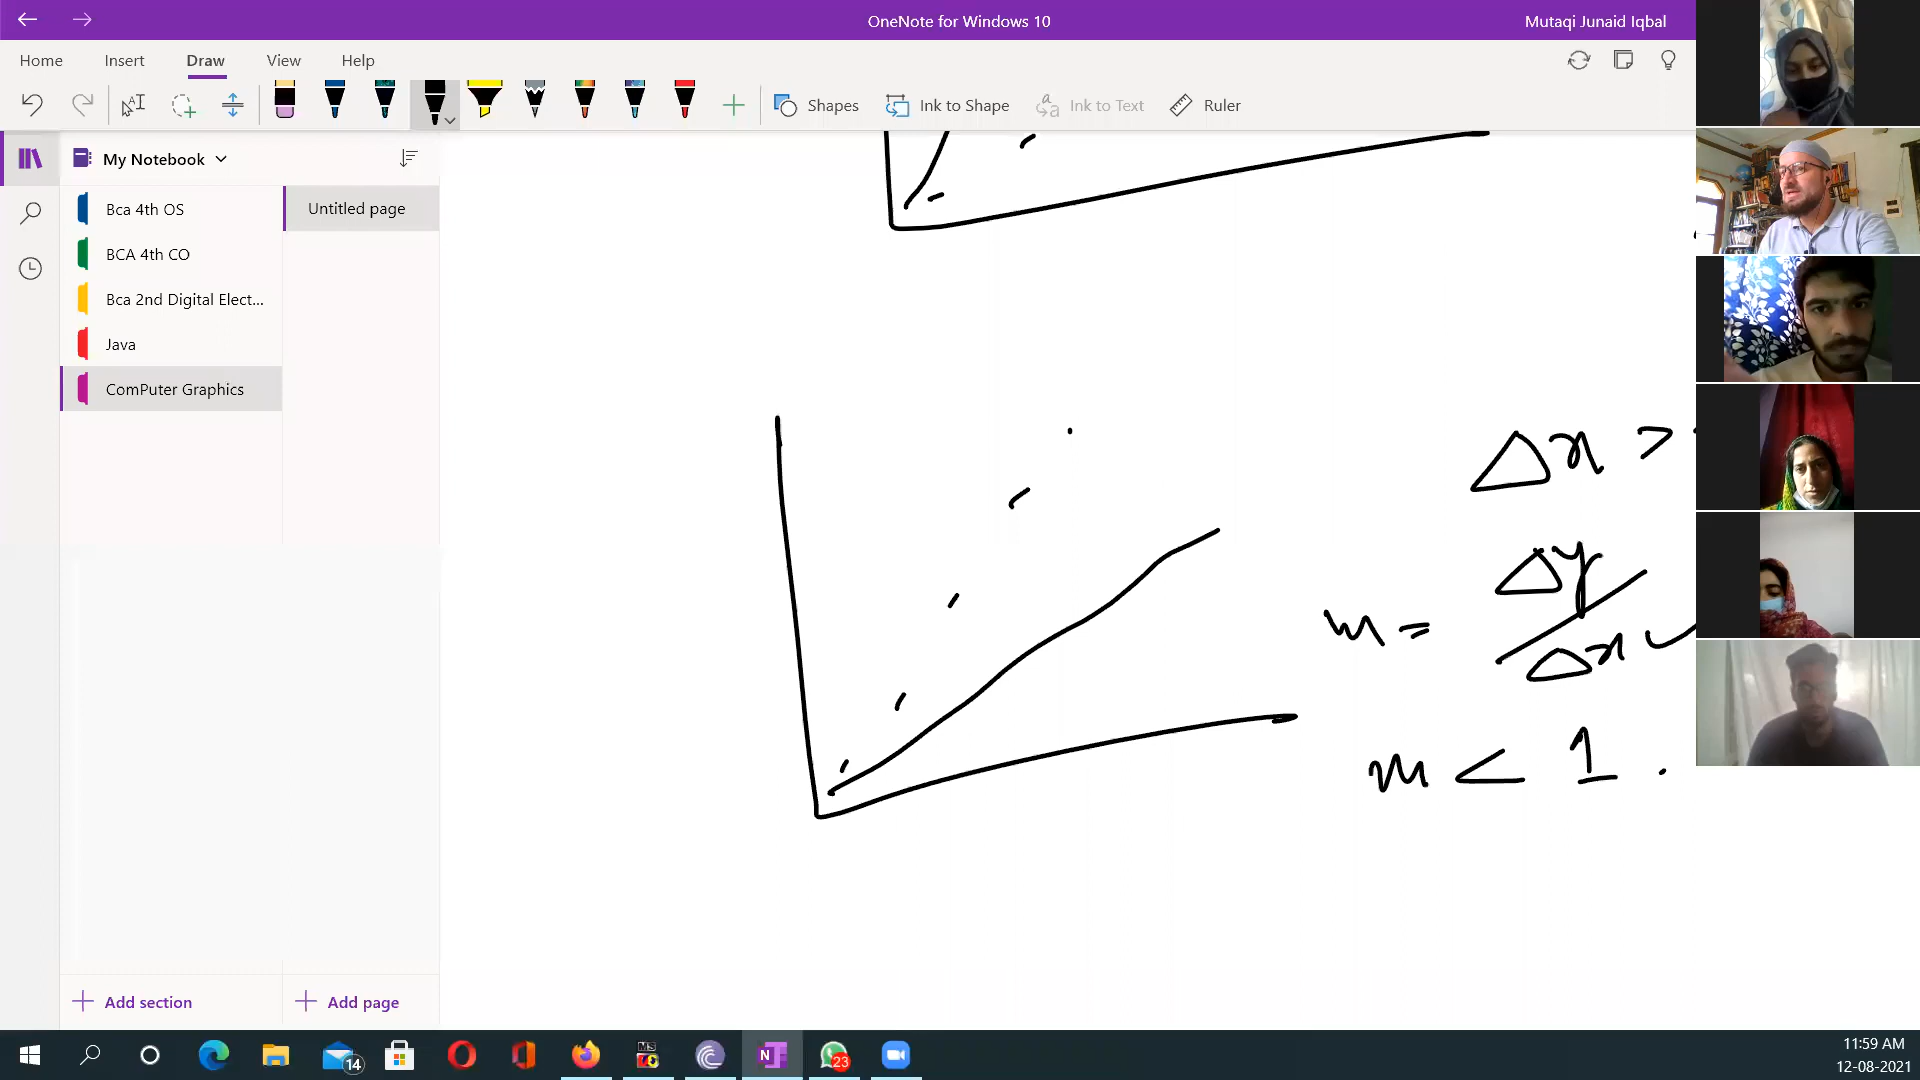 OneNote for Windows 10
Mutaqi Junaid Iqbal
Home Insert Draw View Help
Shapes Ink to Shape Ink to Text Ruler
My Notebook
Bca 4th OS
BCA 4th CO
Bca 2nd Digital Elect...
Java
ComPuter Graphics
Untitled page
Δx >
m = Δy / Δx
m < 1 .
Add section
Add page
14
23
11:59 AM
12-08-2021